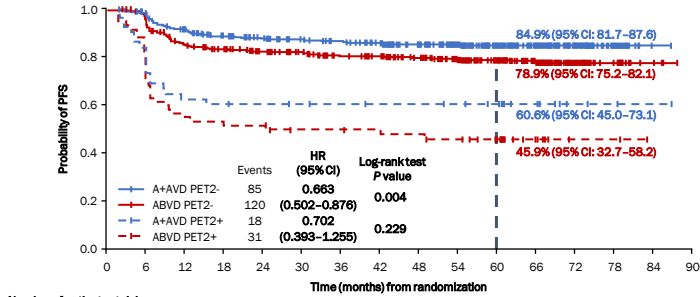 1.0
0.8
0.6
0.4
0.2
0.0
Probability of PFS
84.9% (95% CI: 81.7–87.6)
78.9% (95% CI: 75.2–82.1)
60.6% (95% CI: 45.0–73.1)
45.9% (95% CI: 32.7–58.2)
Events HR (95% CI) Log-rank test P value
A+AVD PET2- 85 0.663 (0.502–0.876) 0.004
ABVD PET2- 120
A+AVD PET2+ 18 0.702 (0.393–1.255) 0.229
ABVD PET2+ 31
0 6 12 18 24 30 36 42 48 54 60 66 72 78 84 90
Time (months) from randomization